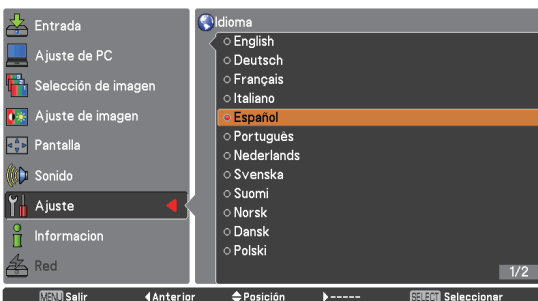 Entrada
Ajuste de PC
Selección de imagen
Ajuste de imagen
Pantalla
Sonido
Ajuste
Informacion
Red
Idioma
English
Deutsch
Français
Italiano
Español
Português
Nederlands
Svenska
Suomi
Norsk
Dansk
Polski
1/2
MENU Salir Anterior Posición ----- SELECT Seleccionar